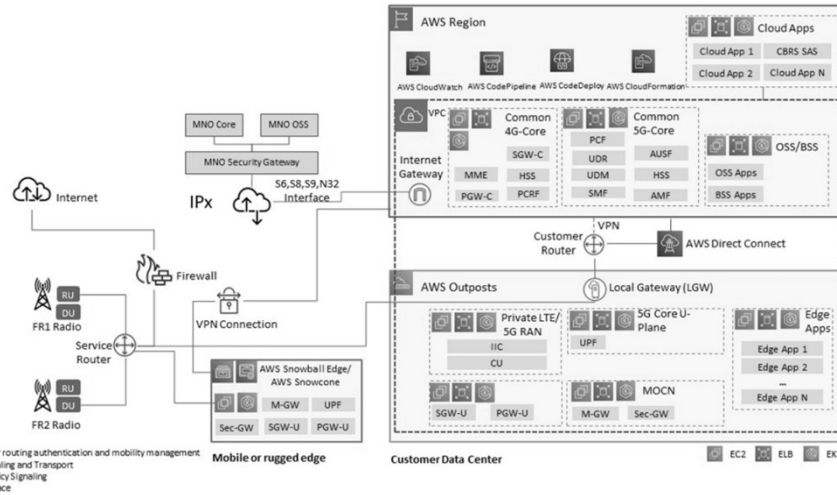 AWS Region
Cloud Apps
Cloud App 1
CBRS SAS
Cloud App 2
Cloud App N
AWS CloudWatch
AWS CodePipeline
AWS CodeDeploy
AWS CloudFormation
MNO Core
MNO OSS
MNO Security Gateway
S6,S8,S9,N32
Interface
IPx
VPC
Internet
Gateway
Common
4G-Core
SGW-C
MME
HSS
PGW-C
PCRF
Common
5G-Core
PCF
UDR
AUSF
UDM
HSS
SMF
AMF
OSS/BSS
OSS Apps
BSS Apps
Internet
Firewall
VPN
Customer
Router
AWS Direct Connect
RU
DU
FR1 Radio
Service
Router
VPN Connection
RU
DU
FR2 Radio
AWS Snowball Edge/
AWS Snowcone
M-GW
UPF
Sec-GW
SGW-U
PGW-U
Mobile or rugged edge
AWS Outposts
Local Gateway (LGW)
Private LTE/
5G RAN
IIC
CU
5G Core U-
Plane
UPF
Edge
Apps
Edge App 1
Edge App 2
...
Edge App N
SGW-U
PGW-U
MOCN
M-GW
Sec-GW
Customer Data Center
EC2
ELB
EK
routing authentication and mobility management
ling and Transport
cy Signaling